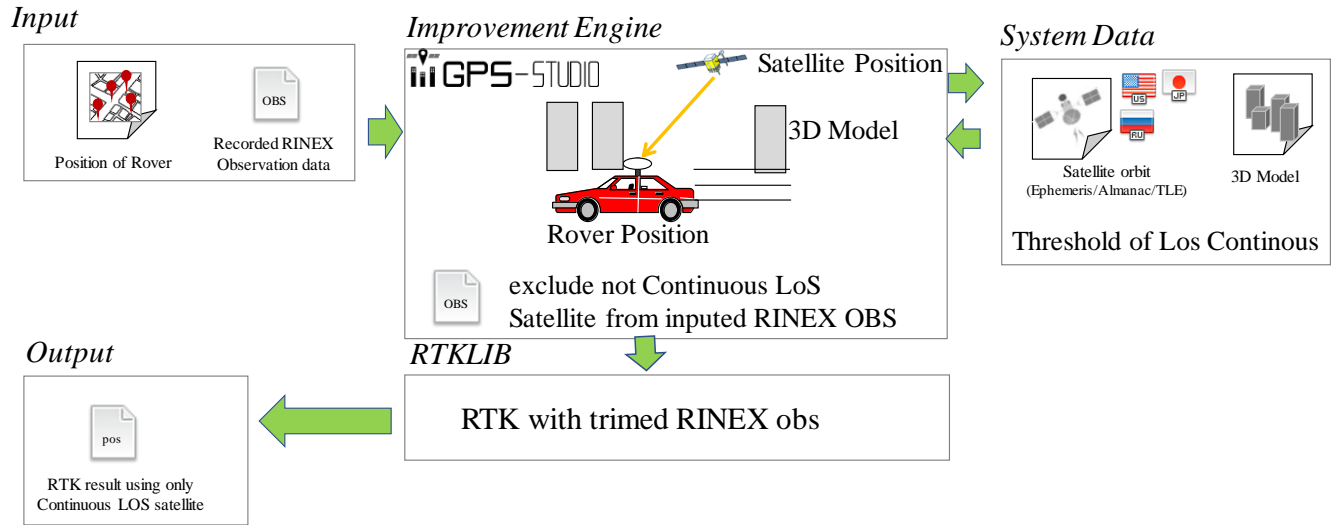 Input
OBS
Position of Rover
Recorded RINEX
Observation data
Improvement Engine
GPS-STUDIO
Satellite Position
3D Model
Rover Position
OBS
exclude not Continuous LoS
Satellite from inputed RINEX OBS
System Data
US
JP
RU
Satellite orbit
(Ephemeris/Almanac/TLE)
3D Model
Threshold of Los Continous
RTKLIB
RTK with trimed RINEX obs
Output
pos
RTK result using only
Continuous LOS satellite